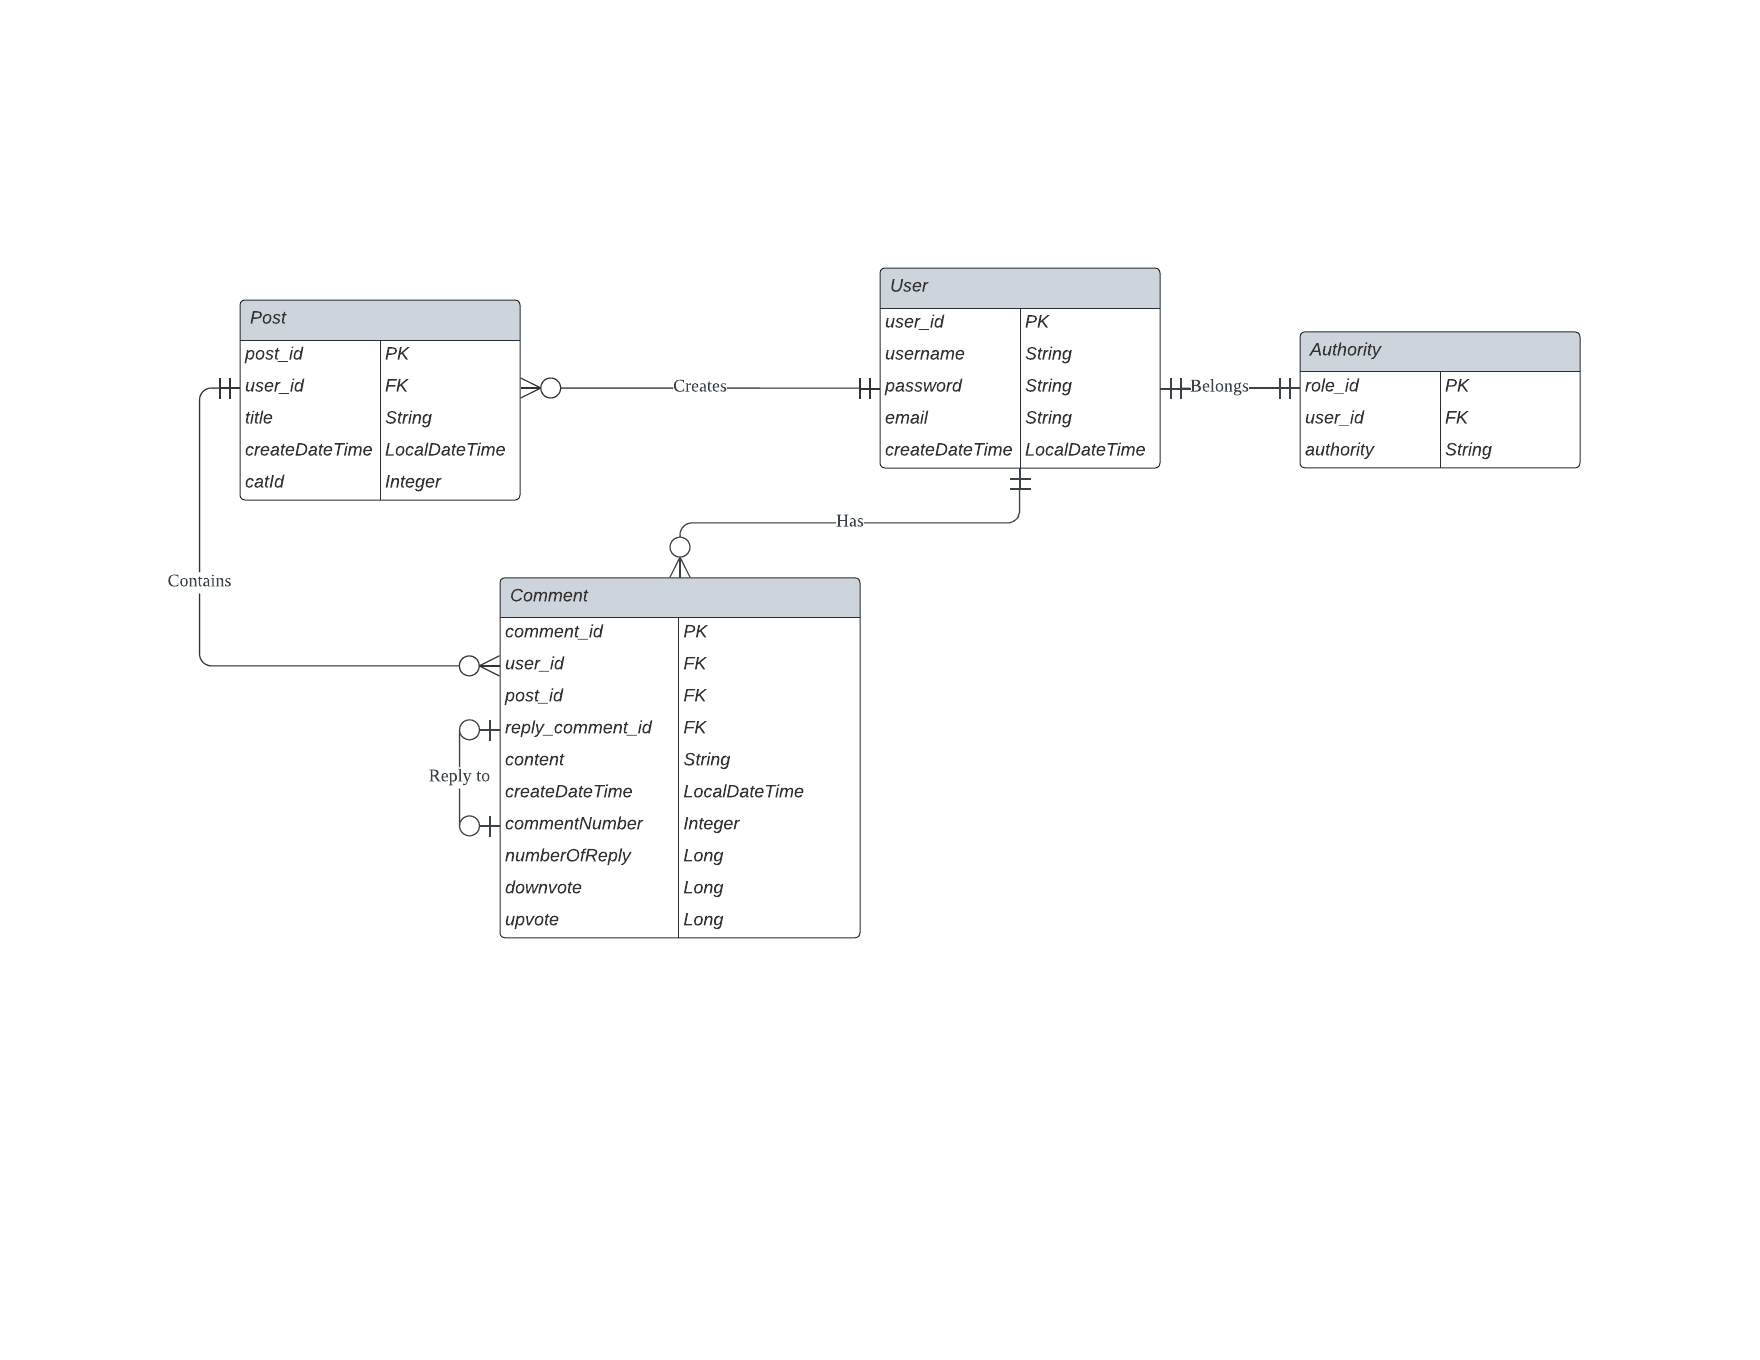 Post
post_id PK
user_id FK
title String
createDateTime LocalDateTime
catId Integer
Creates
User
user_id PK
username String
password String
email String
createDateTime LocalDateTime
Belongs
Authority
role_id PK
user_id FK
authority String
Has
Contains
Comment
comment_id PK
user_id FK
post_id FK
reply_comment_id FK
content String
createDateTime LocalDateTime
commentNumber Integer
numberOfReply Long
downvote Long
upvote Long
Reply to